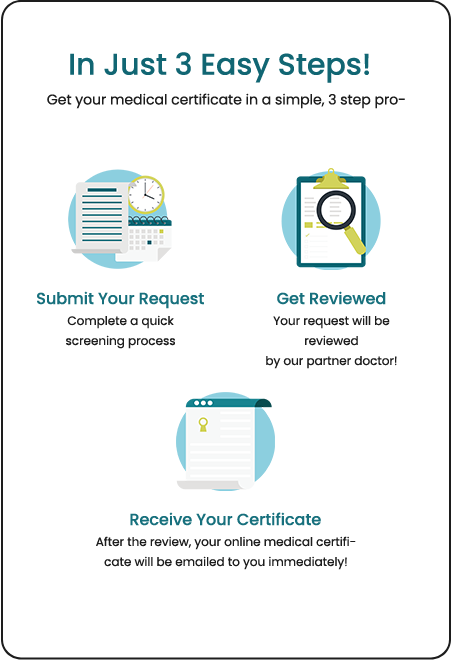 In Just 3 Easy Steps!
Get your medical certificate in a simple, 3 step pro-
Submit Your Request
Complete a quick
screening process
Get Reviewed
Your request will be
reviewed
by our partner doctor!
Receive Your Certificate
After the review, your online medical certifi-
cate will be emailed to you immediately!